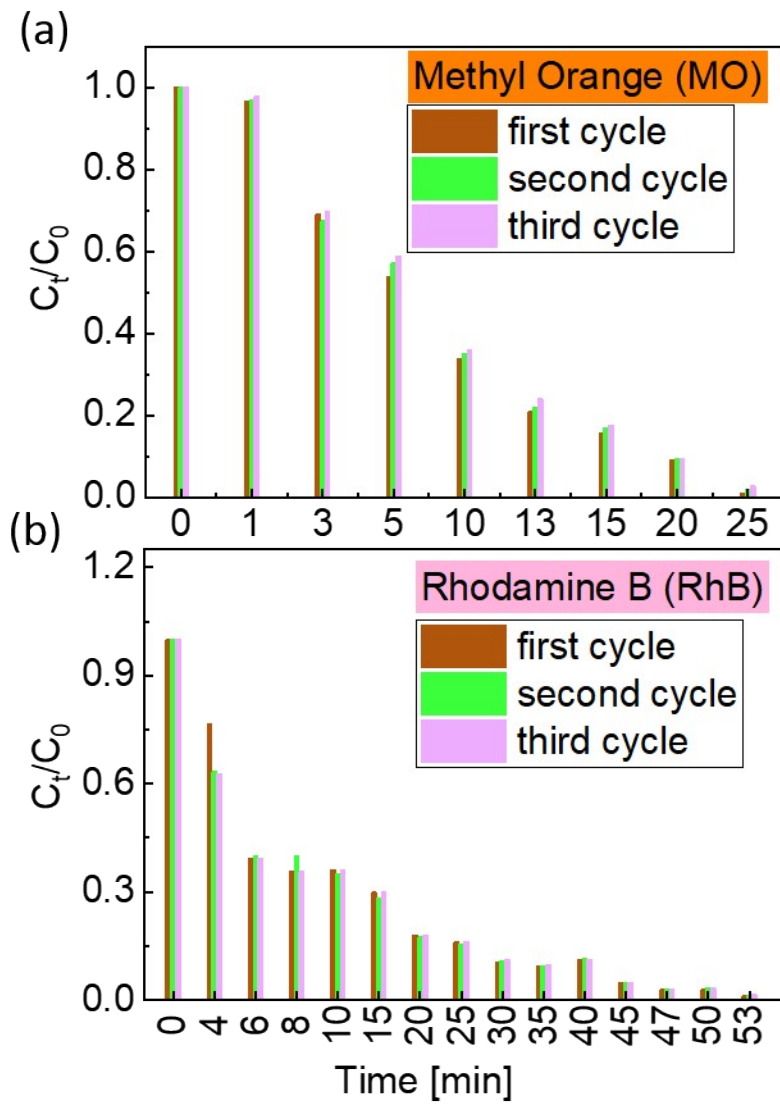 (a)
Methyl Orange (MO)
first cycle
second cycle
third cycle
C_t/C_0
1.0
0.8
0.6
0.4
0.2
0.0
0 1 3 5 10 13 15 20 25
(b)
Rhodamine B (RhB)
first cycle
second cycle
third cycle
C_t/C_0
1.2
0.9
0.6
0.3
0.0
0 4 6 8 10 15 20 25 30 35 40 45 47 50 53
Time [min]